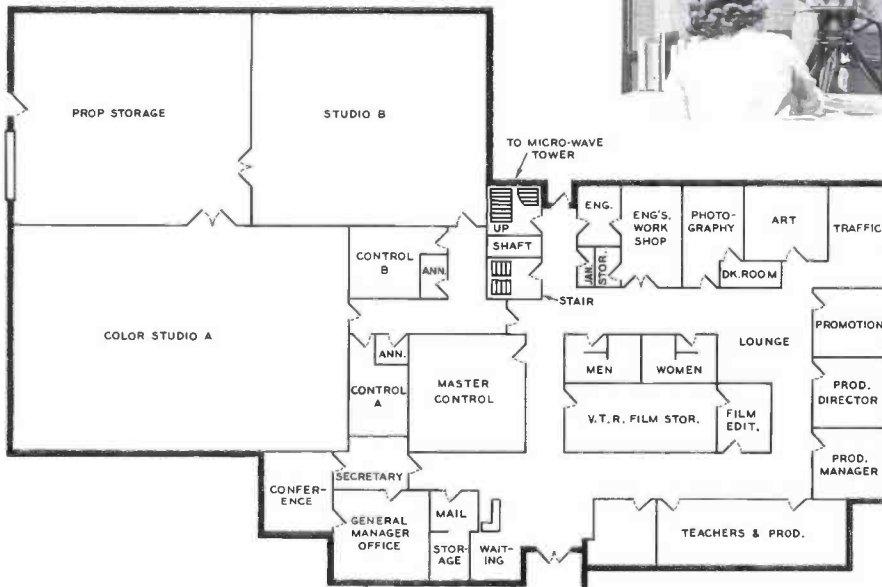 PROP STORAGE
STUDIO B
TO MICRO-WAVE
TOWER
UP
SHAFT
STAIR
ENG.
JAN.
STOR.
ENG'S.
WORK
SHOP
PHOTO-
GRAPHY
DK.ROOM
ART
TRAFFIC
CONTROL
B
ANN.
COLOR STUDIO A
ANN.
CONTROL
A
MASTER
CONTROL
MEN
WOMEN
LOUNGE
PROMOTION
V.T.R. FILM STOR.
FILM
EDIT.
PROD.
DIRECTOR
PROD.
MANAGER
SECRETARY
CONFER-
ENCE
GENERAL
MANAGER
OFFICE
MAIL
STOR-
AGE
WAIT-
ING
TEACHERS & PROD.